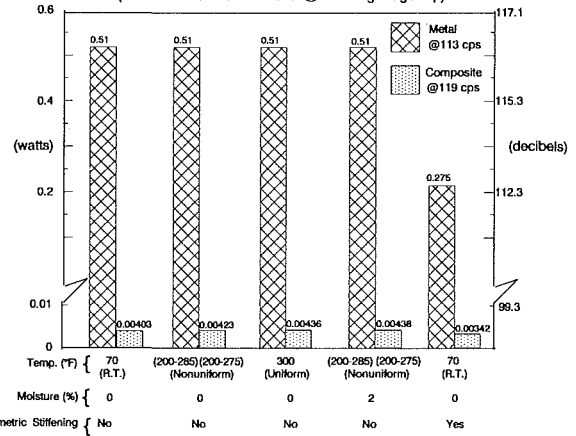 0.6
117.1
Metal
@113 cps
Composite
@119 cps
0.51
0.51
0.51
0.51
0.4
115.3
(watts)
(decibels)
0.275
0.2
112.3
0.01
99.3
0.00403
0.00423
0.00436
0.00438
0.00342
0
Temp. (°F) { 70 (200-285) (200-275) 300 (200-285) (200-275) 70
(R.T.) (Nonuniform) (Uniform) (Nonuniform) (R.T.)
Moisture (%) { 0 0 0 2 0
metric Stiffening { No No No No Yes